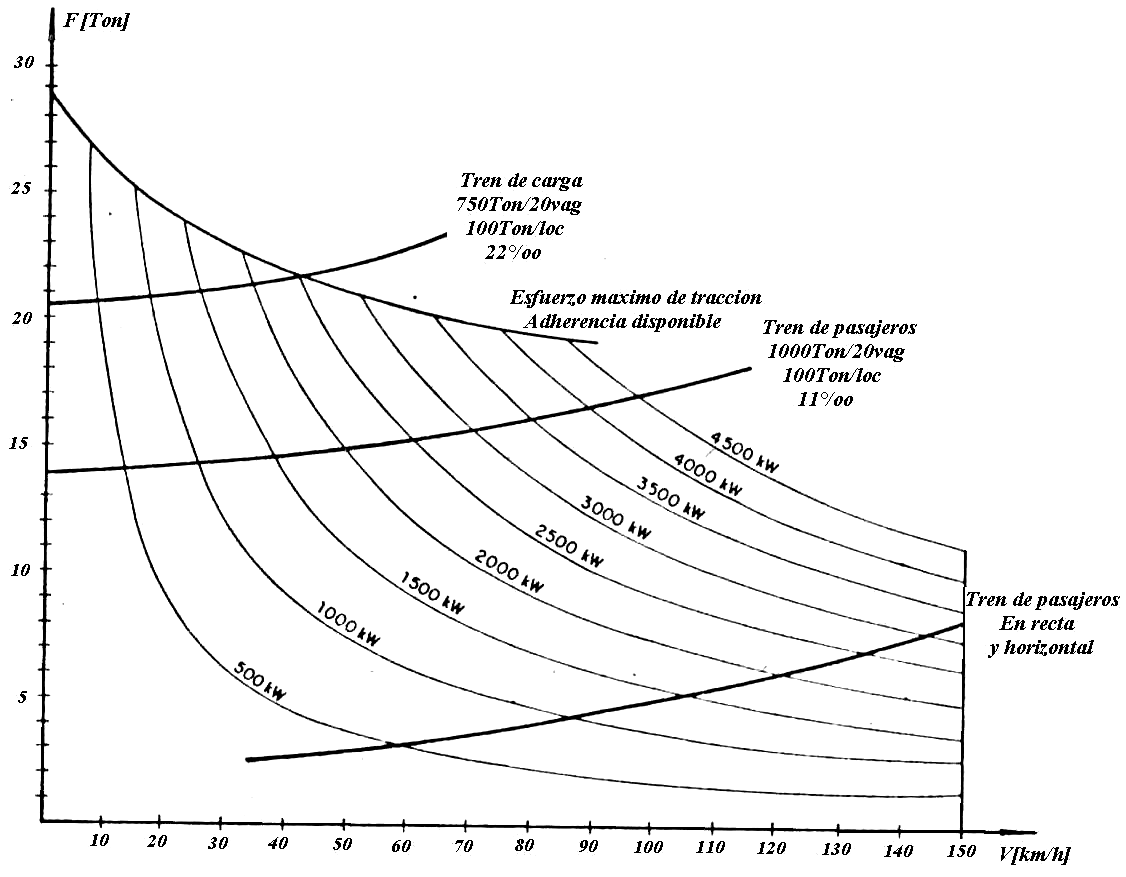 F [Ton]
30
25
20
15
10
5
Tren de carga
750Ton/20vag
100Ton/loc
22°/oo
Esfuerzo maximo de traccion
Adherencia disponible
Tren de pasajeros
1000Ton/20vag
100Ton/loc
11°/oo
4500 kW
4000 kW
3500 kW
3000 kW
2500 kW
2000 kW
1500 kW
1000 kW
500 kW
Tren de pasajeros
En recta
y horizontal
10 20 30 40 50 60 70 80 90 100 110 120 130 140 150 V[km/h]